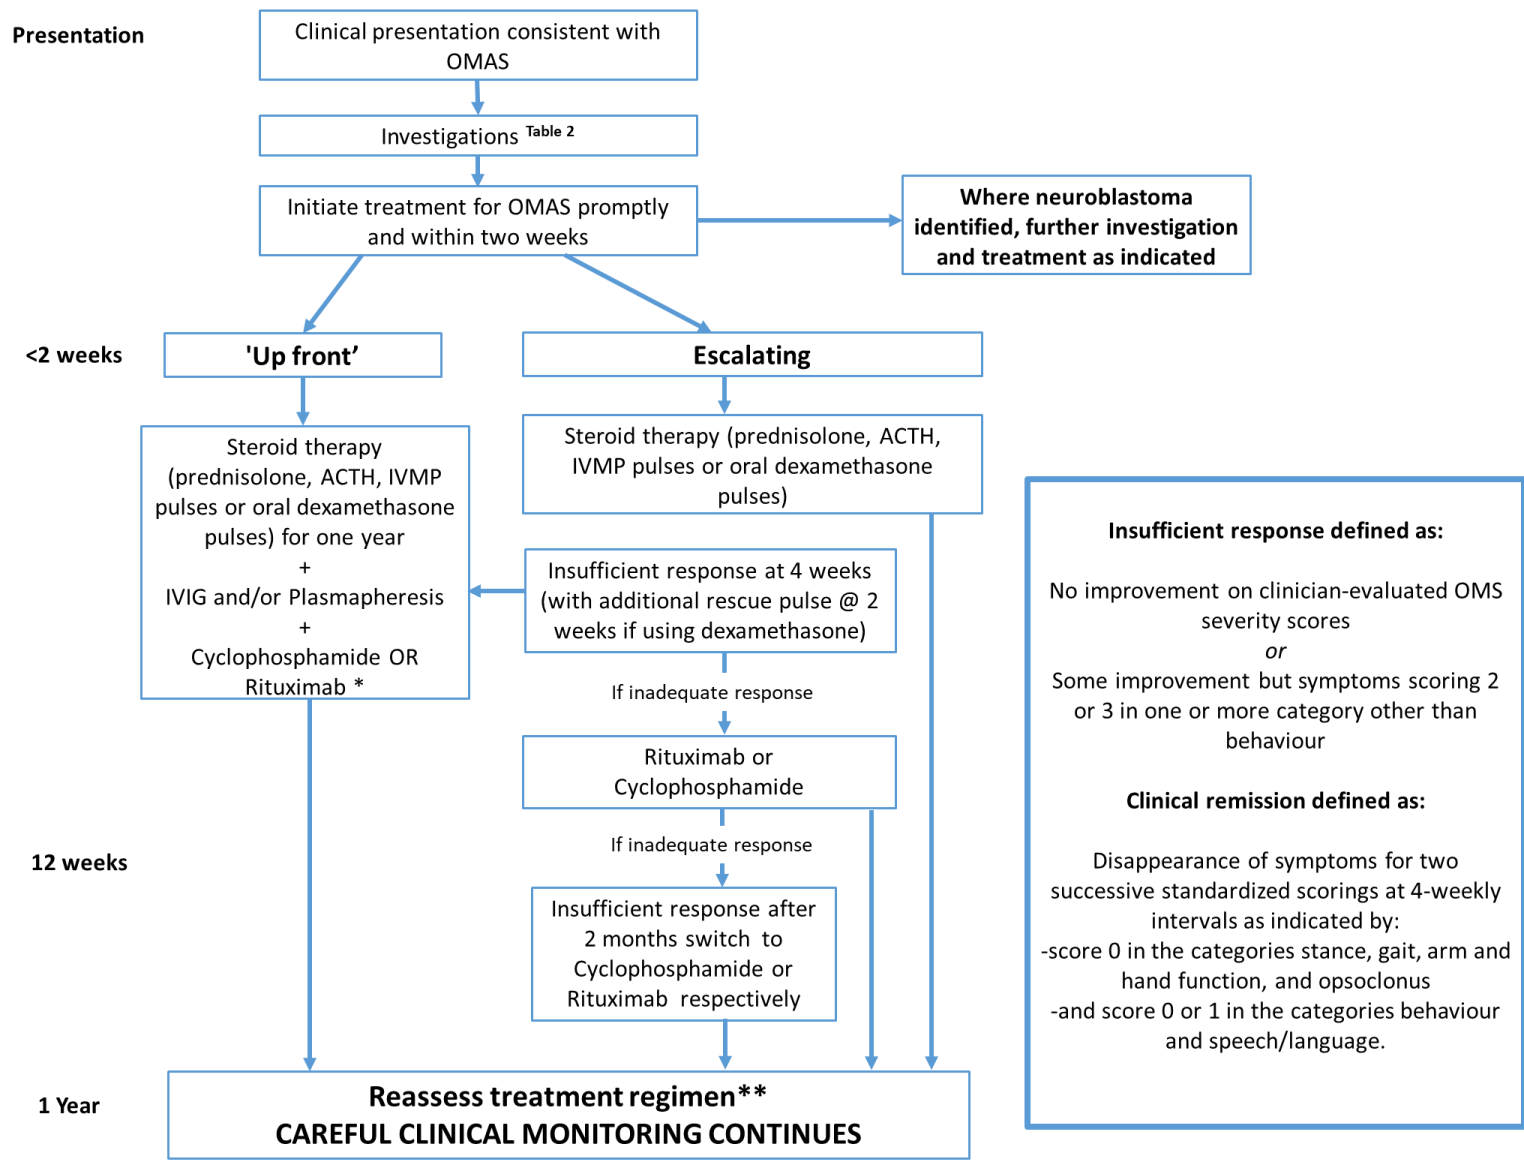 Presentation
Clinical presentation consistent with
OMAS
Investigations Table 2
Initiate treatment for OMAS promptly
and within two weeks
Where neuroblastoma
identified, further investigation
and treatment as indicated
<2 weeks
'Up front’
Escalating
Steroid therapy
(prednisolone, ACTH, IVMP
pulses or oral dexamethasone
pulses) for one year
+
IVIG and/or Plasmapheresis
+
Cyclophosphamide OR
Rituximab *
Steroid therapy (prednisolone, ACTH,
IVMP pulses or oral dexamethasone
pulses)
Insufficient response at 4 weeks
(with additional rescue pulse @ 2
weeks if using dexamethasone)
If inadequate response
Rituximab or
Cyclophosphamide
If inadequate response
12 weeks
Insufficient response after
2 months switch to
Cyclophosphamide or
Rituximab respectively
Insufficient response defined as:
No improvement on clinician-evaluated OMS
severity scores
or
Some improvement but symptoms scoring 2
or 3 in one or more category other than
behaviour
Clinical remission defined as:
Disappearance of symptoms for two
successive standardized scorings at 4-weekly
intervals as indicated by:
-score 0 in the categories stance, gait, arm and
hand function, and opsoclonus
-and score 0 or 1 in the categories behaviour
and speech/language.
1 Year
Reassess treatment regimen**
CAREFUL CLINICAL MONITORING CONTINUES